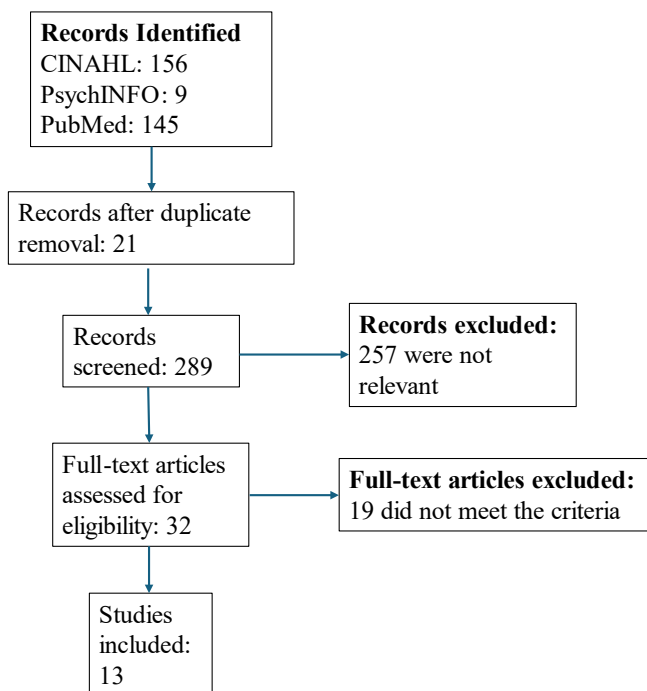 Records Identified
CINAHL: 156
PsychINFO: 9
PubMed: 145
Records after duplicate
removal: 21
Records
screened: 289
Records excluded:
257 were not
relevant
Full-text articles
assessed for
eligibility: 32
Full-text articles excluded:
19 did not meet the criteria
Studies
included:
13